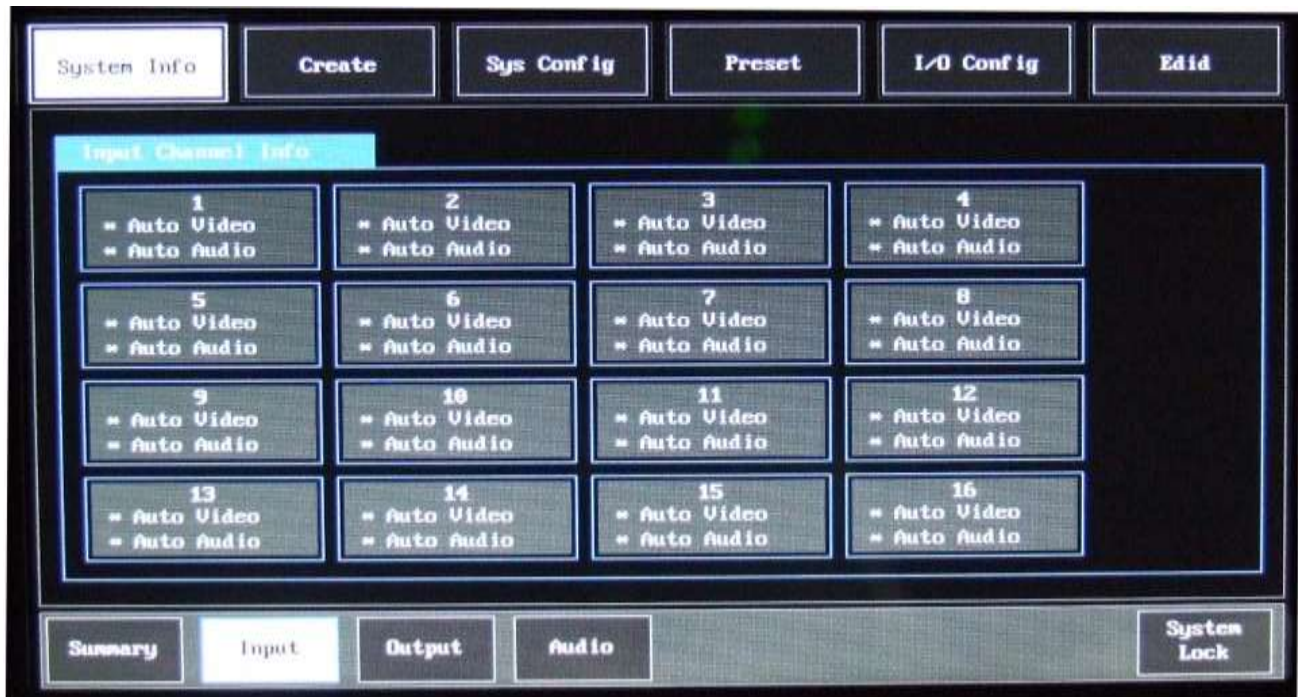 System Info
Create
Sys Config
Preset
I/O Config
Edid
Input Channel Info
1
* Auto Video
* Auto Audio
2
* Auto Video
* Auto Audio
3
* Auto Video
* Auto Audio
4
* Auto Video
* Auto Audio
5
* Auto Video
* Auto Audio
6
* Auto Video
* Auto Audio
7
* Auto Video
* Auto Audio
8
* Auto Video
* Auto Audio
9
* Auto Video
* Auto Audio
10
* Auto Video
* Auto Audio
11
* Auto Video
* Auto Audio
12
* Auto Video
* Auto Audio
13
* Auto Video
* Auto Audio
14
* Auto Video
* Auto Audio
15
* Auto Video
* Auto Audio
16
* Auto Video
* Auto Audio
Summary
Input
Output
Audio
System
Lock